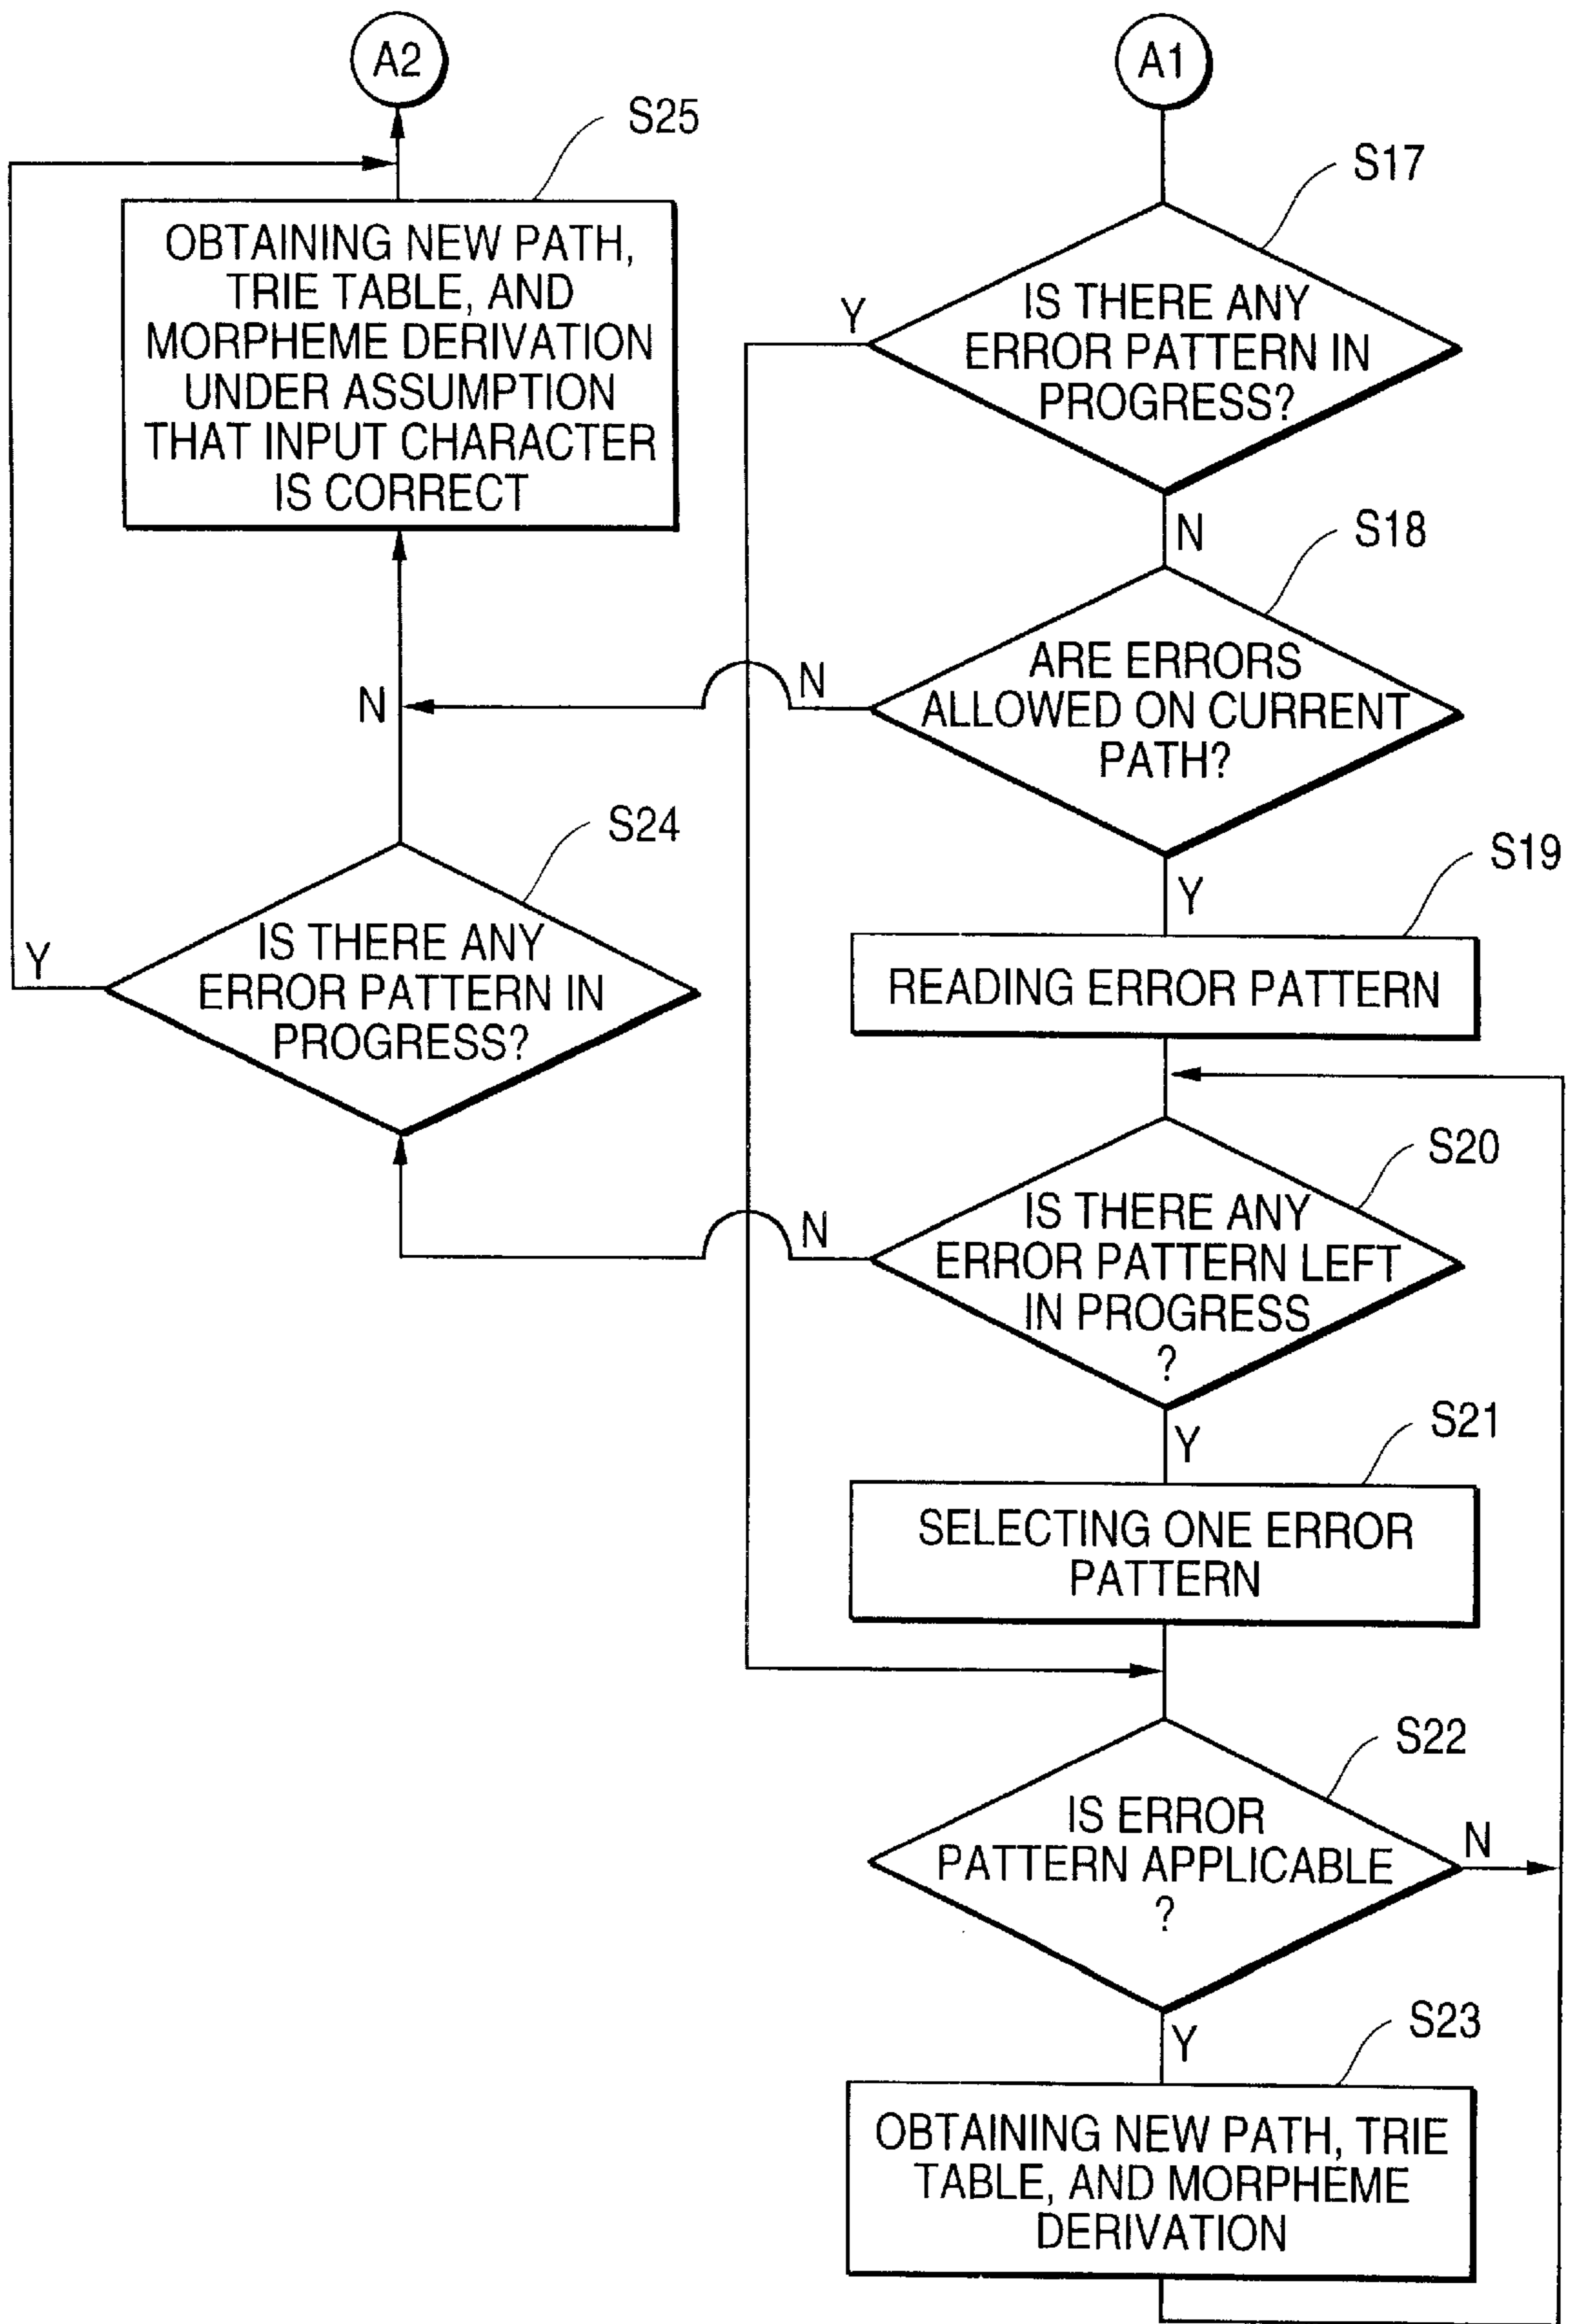 A2
S25
OBTAINING NEW PATH,
TRIE TABLE, AND
MORPHEME DERIVATION
UNDER ASSUMPTION
THAT INPUT CHARACTER
IS CORRECT
N
S24
IS THERE ANY
ERROR PATTERN IN
PROGRESS?
Y
A1
S17
IS THERE ANY
ERROR PATTERN IN
PROGRESS?
Y
N
S18
ARE ERRORS
ALLOWED ON CURRENT
PATH?
N
Y
S19
READING ERROR PATTERN
S20
IS THERE ANY
ERROR PATTERN LEFT
IN PROGRESS
?
N
Y
S21
SELECTING ONE ERROR
PATTERN
S22
IS ERROR
PATTERN APPLICABLE
?
N
Y
S23
OBTAINING NEW PATH, TRIE
TABLE, AND MORPHEME
DERIVATION